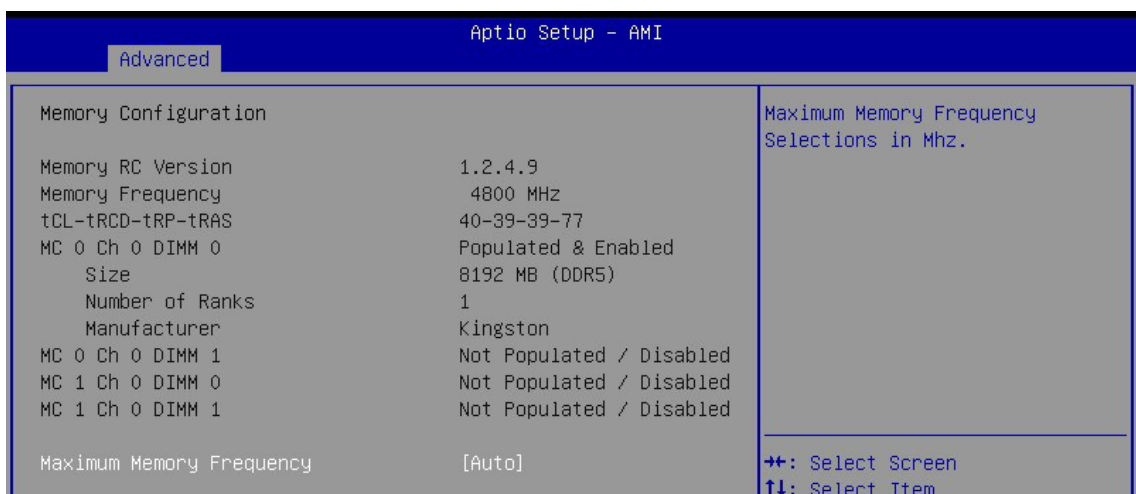 Aptio Setup – AMI
Advanced
Memory Configuration
Memory RC Version 1.2.4.9
Memory Frequency 4800 MHz
tCL-tRCD-tRP-tRAS 40-39-39-77
MC 0 Ch 0 DIMM 0 Populated & Enabled
Size 8192 MB (DDR5)
Number of Ranks 1
Manufacturer Kingston
MC 0 Ch 0 DIMM 1 Not Populated / Disabled
MC 1 Ch 0 DIMM 0 Not Populated / Disabled
MC 1 Ch 0 DIMM 1 Not Populated / Disabled
Maximum Memory Frequency [Auto]
Maximum Memory Frequency
Selections in Mhz.
→←: Select Screen
↑↓: Select Item